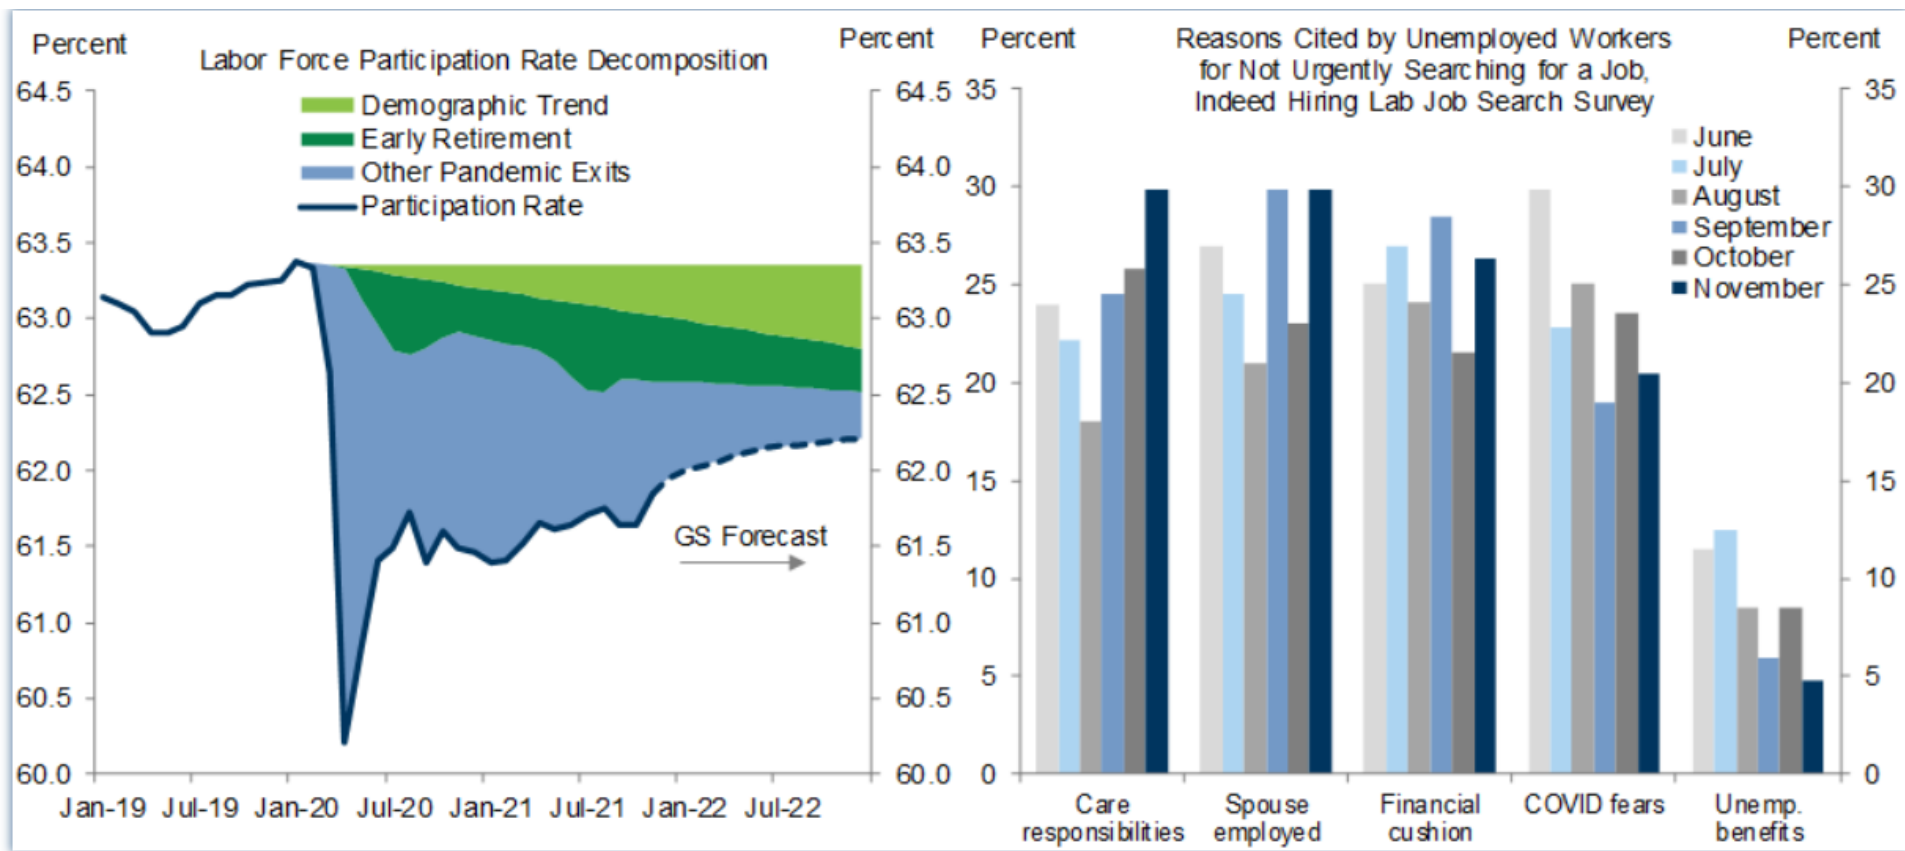 Percent
Labor Force Participation Rate Decomposition
Percent
64.5
64.0
63.5
63.0
62.5
62.0
61.5
61.0
60.5
60.0
Demographic Trend
Early Retirement
Other Pandemic Exits
Participation Rate
GS Forecast
64.5
64.0
63.5
63.0
62.5
62.0
61.5
61.0
60.5
60.0
Jan-19 Jul-19 Jan-20 Jul-20 Jan-21 Jul-21 Jan-22 Jul-22
Percent
Reasons Cited by Unemployed Workers
for Not Urgently Searching for a Job,
Indeed Hiring Lab Job Search Survey
Percent
35
30
25
20
15
10
5
0
June
July
August
September
October
November
35
30
25
20
15
10
5
0
Care
responsibilities
Spouse
employed
Financial
cushion
COVID fears
Unemp.
benefits